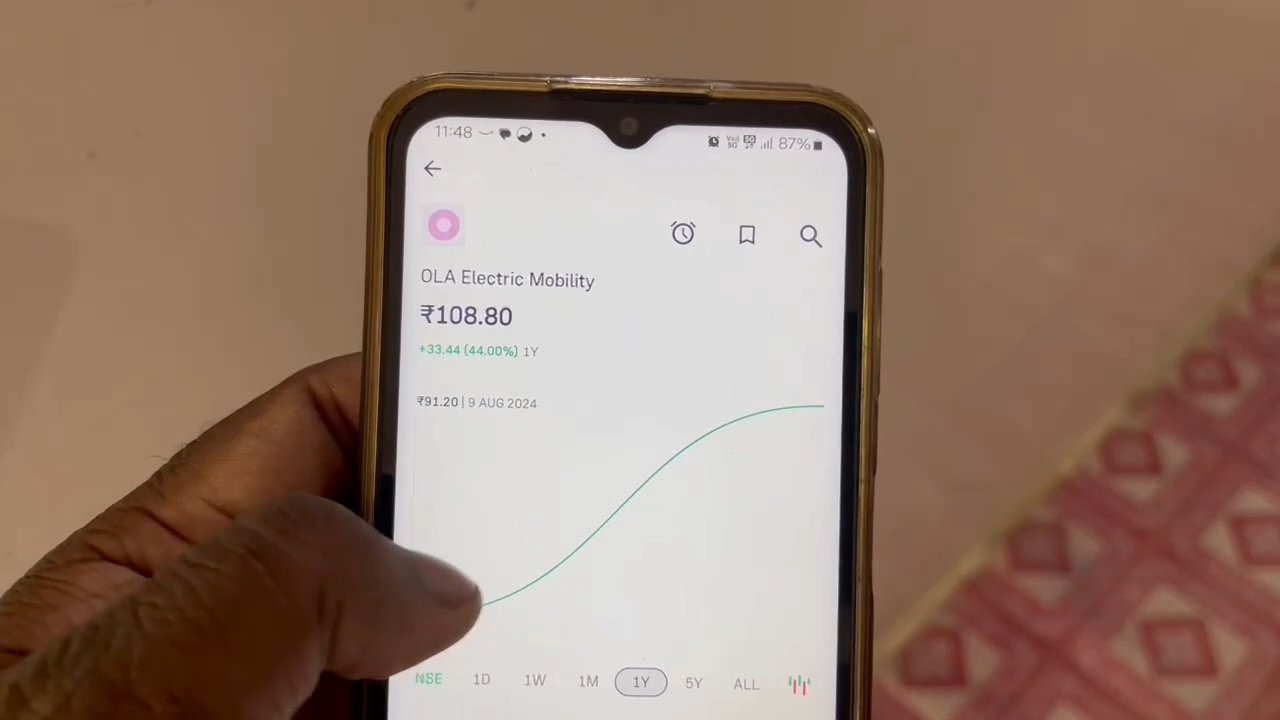 11:48 87%
OLA Electric Mobility
₹108.80
+33.44 (44.00%) 1Y
₹91.20 | 9 AUG 2024
NSE 1D 1W 1M 1Y 5Y ALL